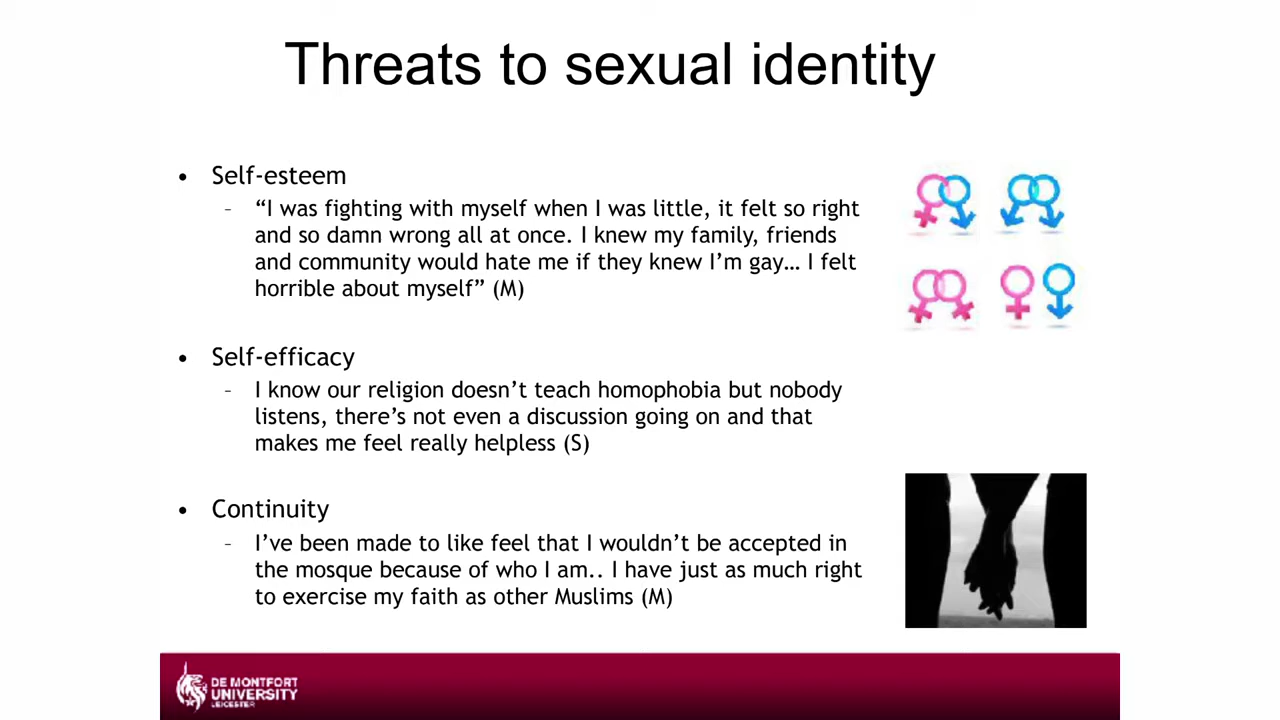 Threats to sexual identity
• Self-esteem
– “I was fighting with myself when I was little, it felt so right
and so damn wrong all at once. I knew my family, friends
and community would hate me if they knew I’m gay… I felt
horrible about myself” (M)
• Self-efficacy
– I know our religion doesn’t teach homophobia but nobody
listens, there’s not even a discussion going on and that
makes me feel really helpless (S)
• Continuity
– I’ve been made to like feel that I wouldn’t be accepted in
the mosque because of who I am.. I have just as much right
to exercise my faith as other Muslims (M)
DE MONTFORT
UNIVERSITY
LEICESTER